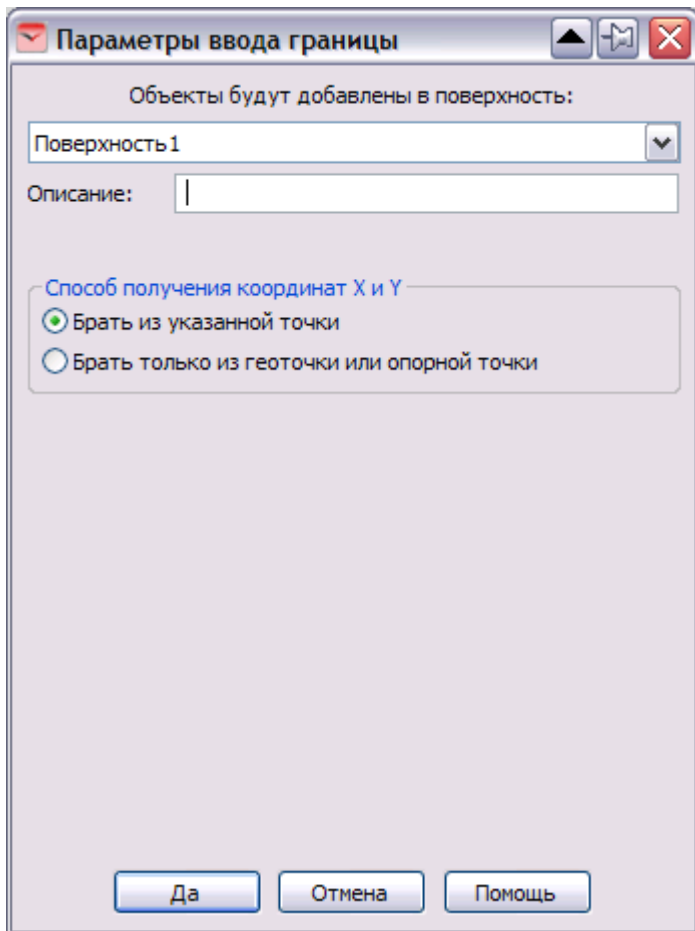 Параметры ввода границы
Объекты будут добавлены в поверхность:
Поверхность1
Описание:
Способ получения координат X и Y
Брать из указанной точки
Брать только из геоточки или опорной точки
Да Отмена Помощь